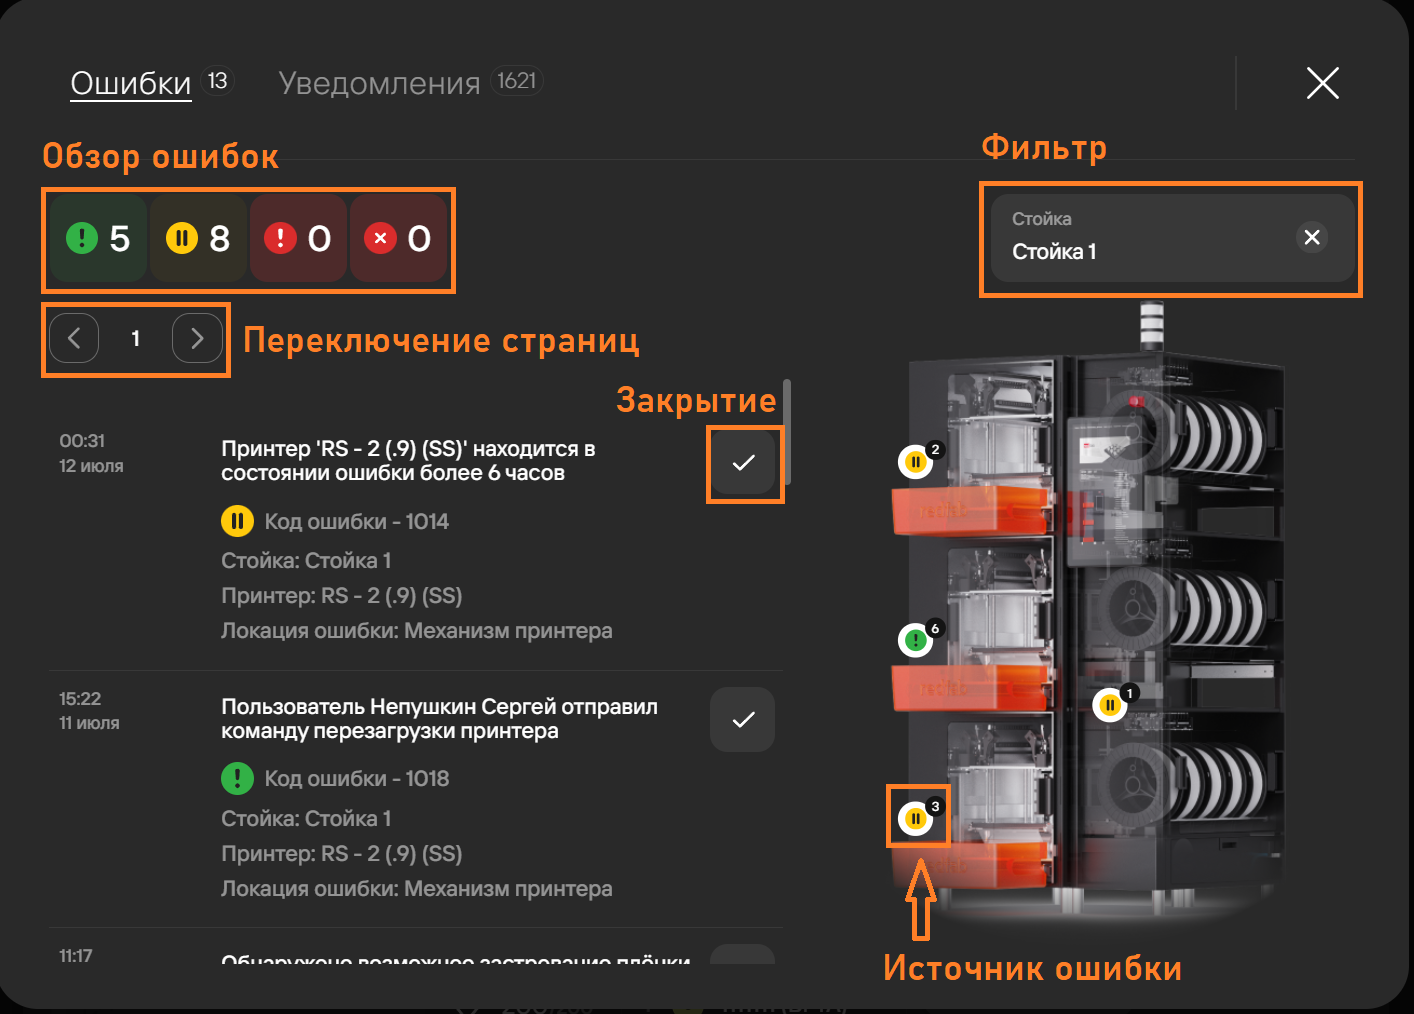 Ошибки 13 Уведомления 1621
Обзор ошибок
Фильтр
5 8 0 0
Стойка
Стойка 1
1
Переключение страниц
Закрытие
00:31
12 июля
Принтер 'RS - 2 (.9) (SS)' находится в
состоянии ошибки более 6 часов
Код ошибки - 1014
Стойка: Стойка 1
Принтер: RS - 2 (.9) (SS)
Локация ошибки: Механизм принтера
15:22
11 июля
Пользователь Непушкин Сергей отправил
команду перезагрузки принтера
Код ошибки - 1018
Стойка: Стойка 1
Принтер: RS - 2 (.9) (SS)
Локация ошибки: Механизм принтера
11:17
Обнаружено возможное застревание плёнки
2
6
1
3
Источник ошибки